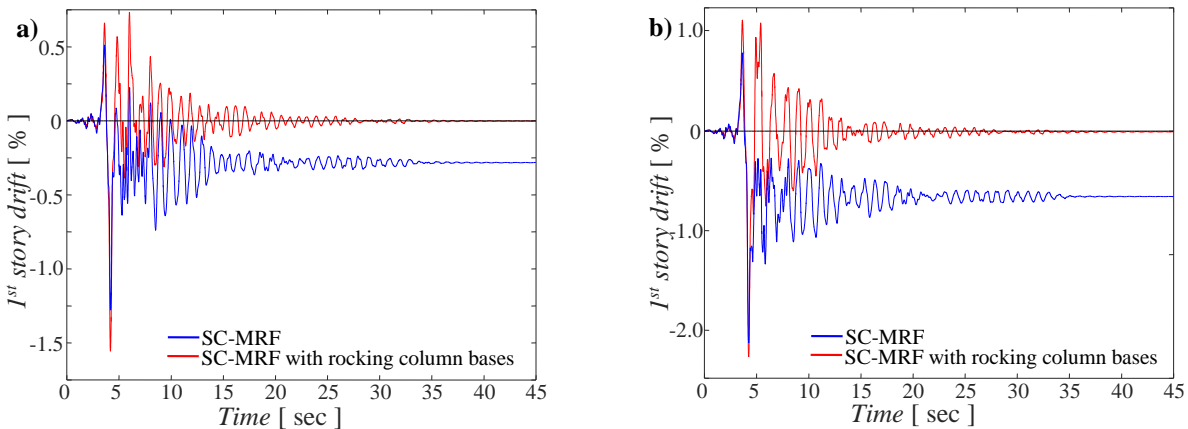 a)
0.5
0
-0.5
-1.0
-1.5
1st story drift [ % ]
SC-MRF
SC-MRF with rocking column bases
0 5 10 15 20 25 30 35 40 45
Time [ sec ]
b)
1.0
0
-1.0
-2.0
1st story drift [ % ]
SC-MRF
SC-MRF with rocking column bases
0 5 10 15 20 25 30 35 40 45
Time [ sec ]